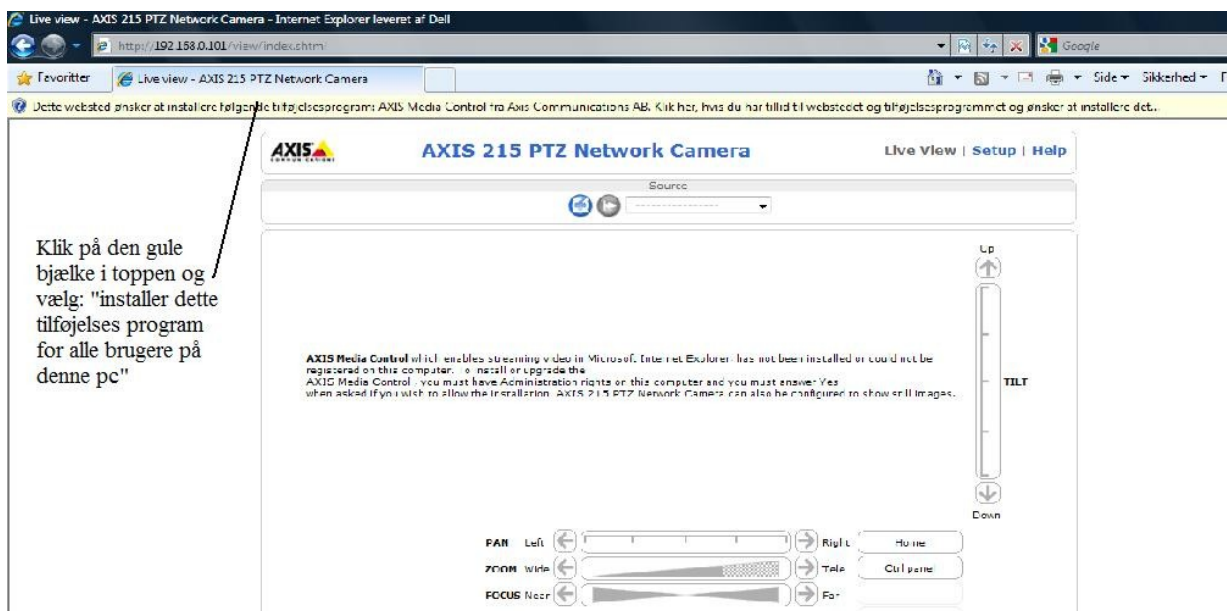 Live view - AXIS 215 PTZ Network Camera - Internet Explorer leveret af Dell
http://192.168.0.101/view/index.shtml
Google
Favoritter
Live view - AXIS 215 PTZ Network Camera
Side
Sikkerhed
Dette websted ønsker at installere følgende tilføjelsesprogram: AXIS Media Control fra Axis Communications AB. Klik her, hvis du har tillid til webstedet og tilføjelsesprogrammet og ønsker at installere det...
AXIS
COMMUNICATIONS
AXIS 215 PTZ Network Camera
Live View | Setup | Help
Source
Klik på den gule
bjælke i toppen og
vælg: "installer dette
tilføjelses program
for alle brugere på
denne pc"
Up
AXIS Media Control which enables streaming video in Microsoft Internet Explorer, has not been installed or could not be
registered on this computer. To install or upgrade the
AXIS Media Control, you must have Administration rights on this computer and you must answer Yes
when asked if you wish to allow the installation. AXIS 215 PTZ Network Camera can also be configured to show still images.
TILT
Down
PAN Left Right Home
ZOOM Wide Tele Ctrl panel
FOCUS Near Far